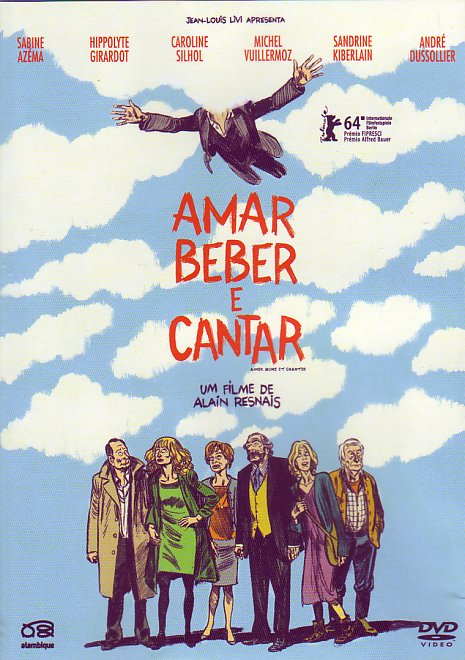 JEAN-LOUIS LIVI APRESENTA
SABINE AZÉMA
HIPPOLYTE GIRARDOT
CAROLINE SILHOL
MICHEL VUILLERMOZ
SANDRINE KIBERLAIN
ANDRÉ DUSSOLLIER
64 Internationale Filmfestspiele Berlin
Prémio FIPRESCI
Prémio Alfred Bauer
AMAR
BEBER
E
CANTAR
AIMER, BOIRE ET CHANTER
UM FILME DE
ALAIN RESNAIS
alambique
DVD
VIDEO